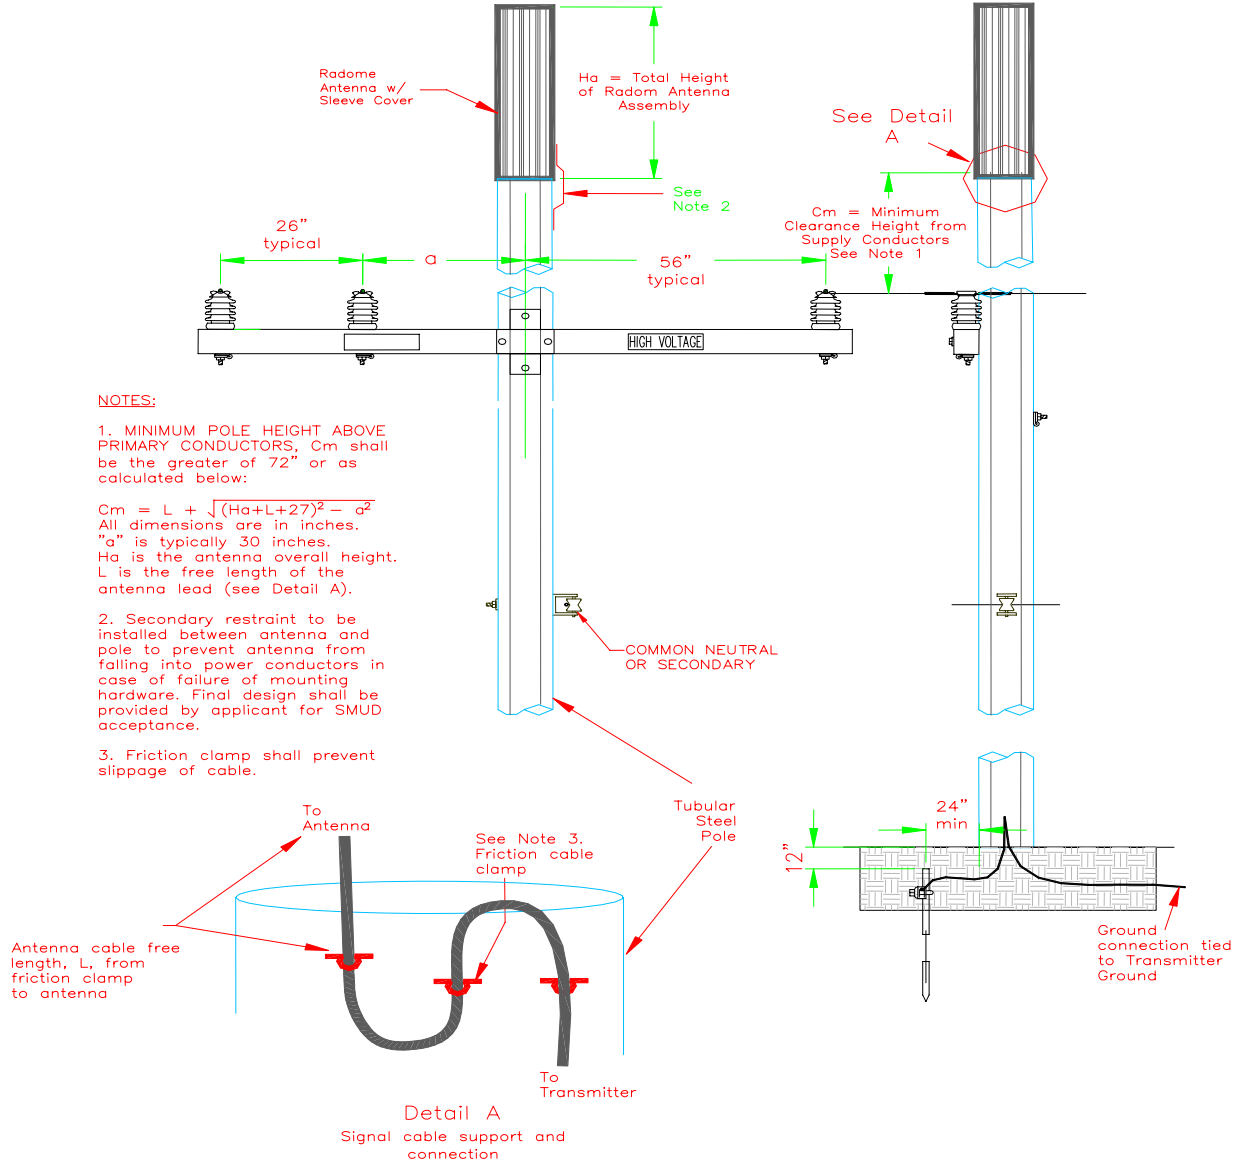 Radome
Antenna w/
Sleeve Cover
Ha = Total Height
of Radom Antenna
Assembly
See Detail
A
See
Note 2
Cm = Minimum
Clearance Height from
Supply Conductors
See Note 1
26"
typical
a
56"
typical
HIGH VOLTAGE
NOTES:
1. MINIMUM POLE HEIGHT ABOVE
PRIMARY CONDUCTORS, Cm shall
be the greater of 72" or as
calculated below:
Cm = L + √(Ha+L+27)² – a²
All dimensions are in inches.
"a" is typically 30 inches.
Ha is the antenna overall height.
L is the free length of the
antenna lead (see Detail A).
2. Secondary restraint to be
installed between antenna and
pole to prevent antenna from
falling into power conductors in
case of failure of mounting
hardware. Final design shall be
provided by applicant for SMUD
acceptance.
3. Friction clamp shall prevent
slippage of cable.
COMMON NEUTRAL
OR SECONDARY
Tubular
Steel
Pole
24"
min
12"
Ground
connection tied
to Transmitter
Ground
To
Antenna
See Note 3.
Friction cable
clamp
Antenna cable free
length, L, from
friction clamp
to antenna
To
Transmitter
Detail A
Signal cable support and
connection